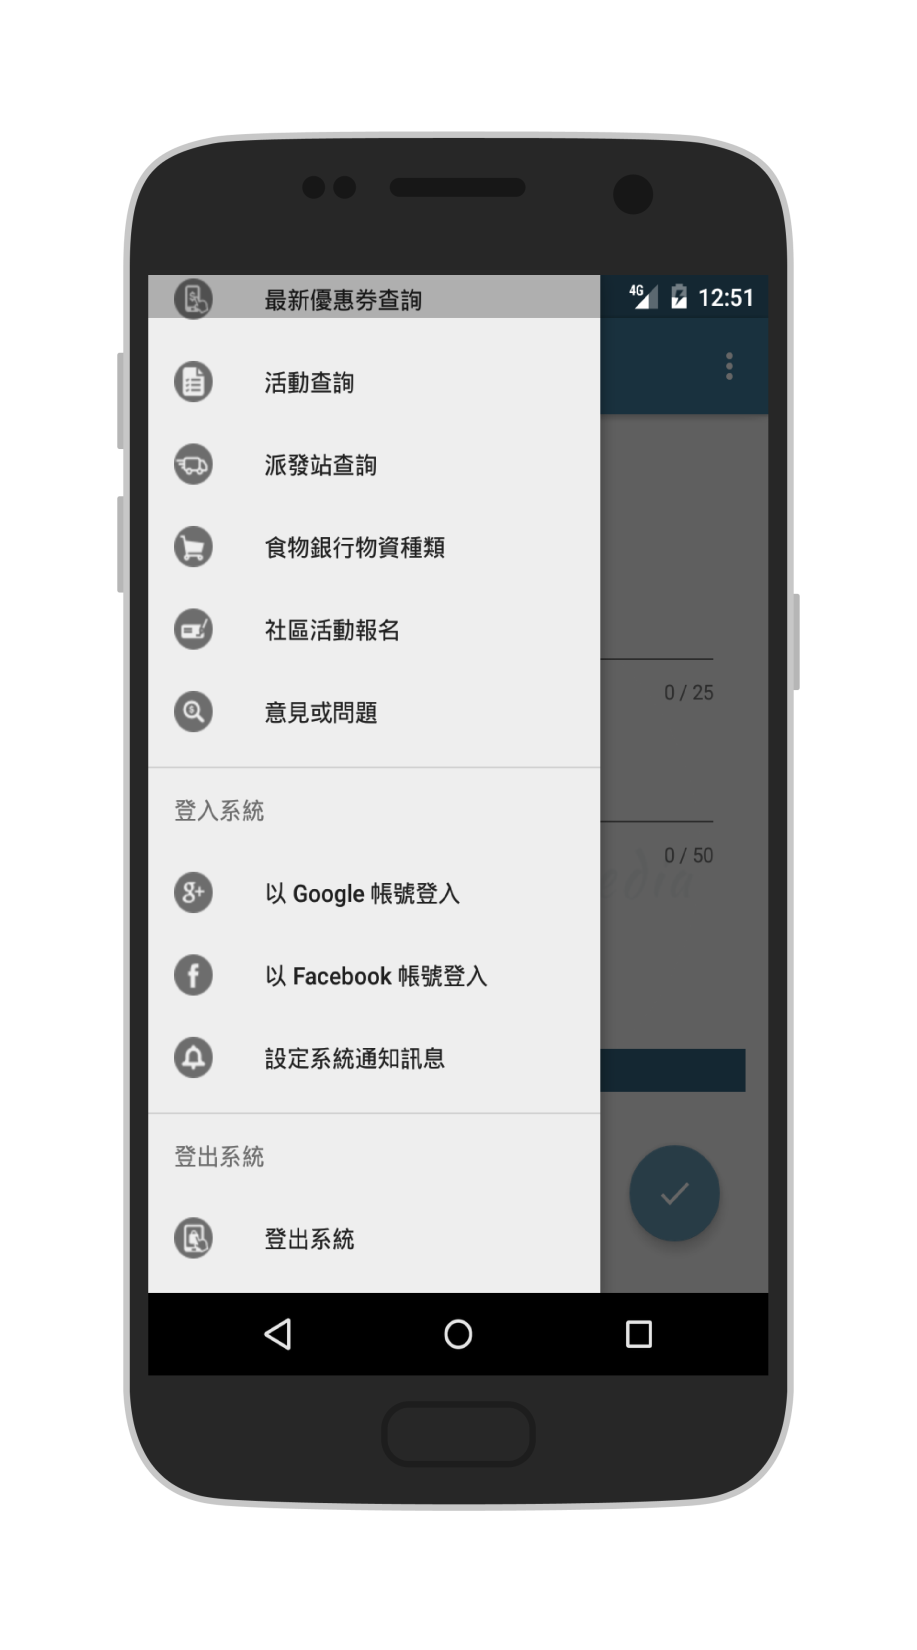 最新優惠券查詢
4G 12:51
活動查詢
派發站查詢
食物銀行物資種類
社區活動報名
0 / 25
意見或問題
登入系統
0 / 50
edia
以 Google 帳號登入
以 Facebook 帳號登入
設定系統通知訊息
登出系統
登出系統